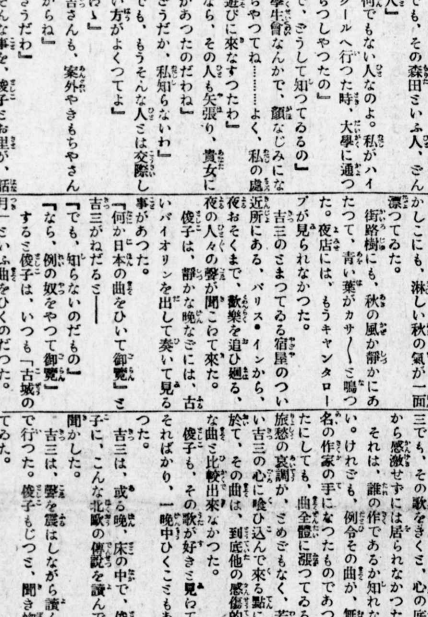 でも、その森田といふ人、どん
人』
何でもない人なのよ。私がハイ
クールへ行つた時、大學に通つ
らつしやつたの』
で、どうして知つてるの』
學生會なんかで、顔なじみにな
らやつてね………よく、私の處
遊びに來なすつたわ』
なら、その人も矢張り、貴女に
があつたのだわね』
だうか、私知らないわ』
でも、もうそんな人とは交際し
い方がよくつてよ』
わゝ』
吉さんも、案外やきもちやさん
からね』
さうだわ』
そんな事を、俊子とお里が、話
かしこにも、淋しい秋の氣が一面
漂つてゐた。
街路樹にも、秋の風が靜かにあ
たつて、青い葉がカサ〳〵と鳴つ
た。夜店には、もうキャンタロー
プが見られなかつた。
吉三のとまつてゐる宿屋のつい
近所にある、パリス・インから、
夜おそくまで、歡樂を追ひ廻る、
夜の人々の聲が聞こわて來た。
俊子は、靜かな晩などには、古
いバイオリンを出して奏いて見る
事があつた。
『何か日本の曲をひいて御覽』と
吉三がねだると――
『でも、知らないのだもの』
『なら、例の奴をやつて御覽』
すると俊子は、いつも「古城の
月」といふ曲をひくのだつた。
三でも、その歌をきくと、心の底
から感激せずには居られなかつた
それは、誰の作であるか知れな
い。けれども、例令その曲が、無
名の作家の手になつたものであつ
たにしても、曲全體に漲つてゐる
旅愁の哀調が、とめどもなく、若
い吉三の心に喰ひ込んで來る點に
於て、その曲は、到底他の感傷的
な曲と比較出來なかつた。
俊子も、その歌が好きと見わて
そればかり、一晩中ひくこともあ
つた。
吉三は、或る晩、床の中で、俊
子に、こんな北歐の傳説を讀んで
聞かした。
吉三は、聲を震はしながら讀ん
で行つた。俊子もじつと、聞き
てゐた。